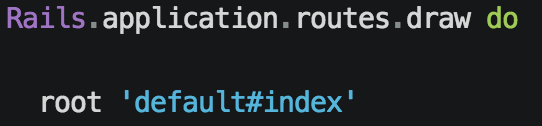 Rails.application.routes.draw do
root 'default#index'